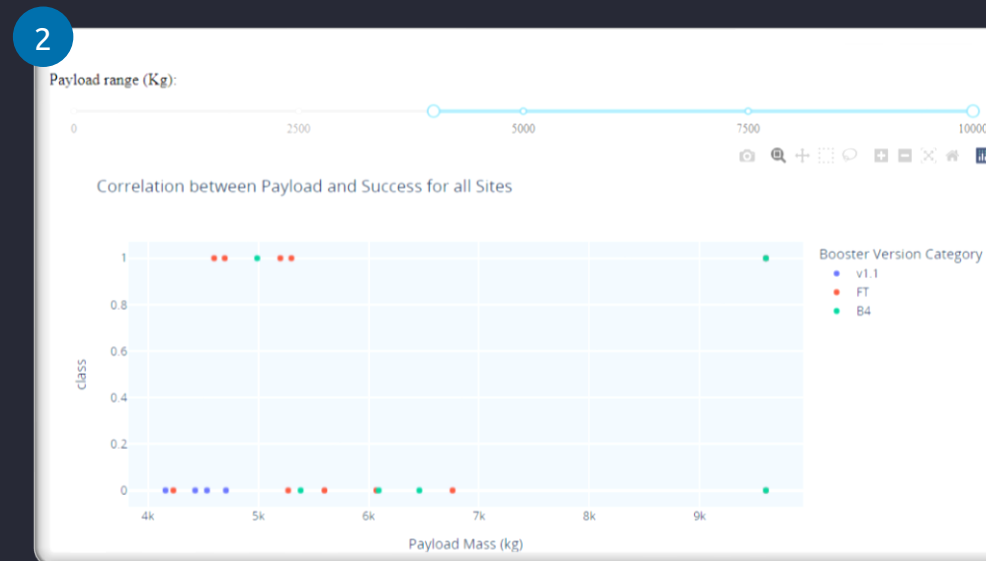 2
Payload range (Kg):
0 2500 5000 7500 10000
Correlation between Payload and Success for all Sites
Booster Version Category
v1.1
FT
B4
1
0.8
0.6
0.4
0.2
0
class
4k 5k 6k 7k 8k 9k
Payload Mass (kg)